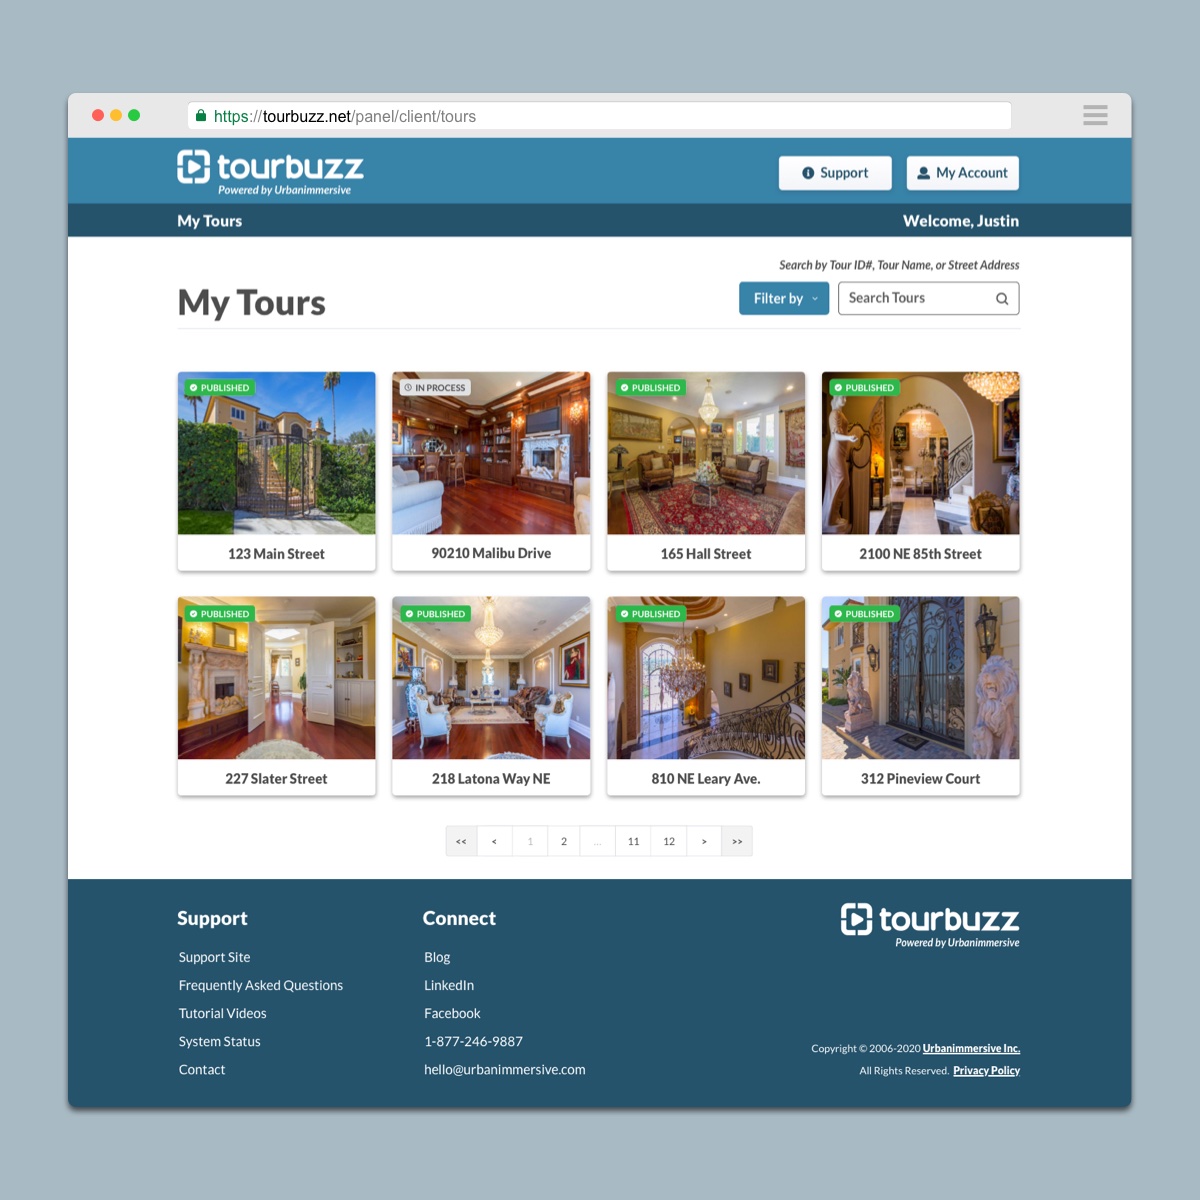 https://tourbuzz.net/panel/client/tours
tourbuzz
Powered by Urbanimmersive
Support
My Account
My Tours
Welcome, Justin
Search by Tour ID#, Tour Name, or Street Address
My Tours
Filter by
Search Tours
PUBLISHED
IN PROCESS
PUBLISHED
PUBLISHED
123 Main Street
90210 Malibu Drive
165 Hall Street
2100 NE 85th Street
PUBLISHED
PUBLISHED
PUBLISHED
PUBLISHED
227 Slater Street
218 Latona Way NE
810 NE Leary Ave.
312 Pineview Court
<< < 1 2 ... 11 12 > >>
Support
Support Site
Frequently Asked Questions
Tutorial Videos
System Status
Contact
Connect
Blog
LinkedIn
Facebook
1-877-246-9887
hello@urbanimmersive.com
tourbuzz
Powered by Urbanimmersive
Copyright © 2006-2020 Urbanimmersive Inc.
All Rights Reserved. Privacy Policy